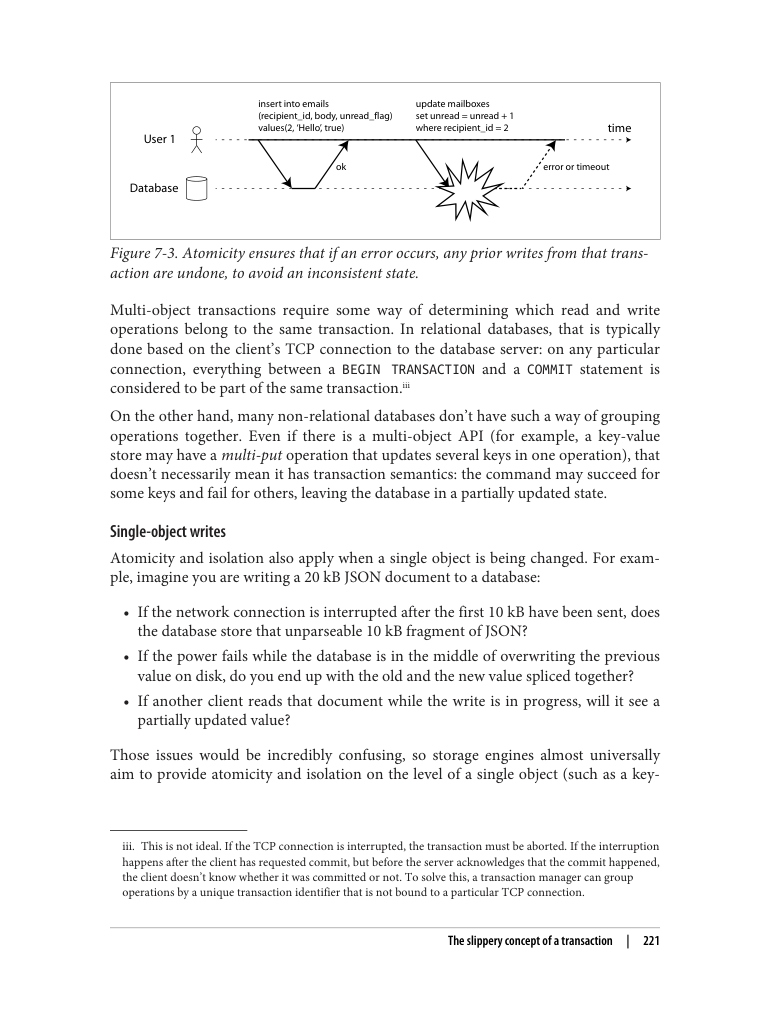 insert into emails
(recipient_id, body, unread_flag)
values(2, 'Hello', true)
update mailboxes
set unread = unread + 1
where recipient_id = 2
time
User 1
ok
error or timeout
Database
Figure 7-3. Atomicity ensures that if an error occurs, any prior writes from that trans-
action are undone, to avoid an inconsistent state.
Multi-object transactions require some way of determining which read and write
operations belong to the same transaction. In relational databases, that is typically
done based on the client’s TCP connection to the database server: on any particular
connection, everything between a BEGIN TRANSACTION and a COMMIT statement is
considered to be part of the same transaction.iii
On the other hand, many non-relational databases don’t have such a way of grouping
operations together. Even if there is a multi-object API (for example, a key-value
store may have a multi-put operation that updates several keys in one operation), that
doesn’t necessarily mean it has transaction semantics: the command may succeed for
some keys and fail for others, leaving the database in a partially updated state.
Single-object writes
Atomicity and isolation also apply when a single object is being changed. For exam-
ple, imagine you are writing a 20 kB JSON document to a database:
• If the network connection is interrupted after the first 10 kB have been sent, does
the database store that unparseable 10 kB fragment of JSON?
• If the power fails while the database is in the middle of overwriting the previous
value on disk, do you end up with the old and the new value spliced together?
• If another client reads that document while the write is in progress, will it see a
partially updated value?
Those issues would be incredibly confusing, so storage engines almost universally
aim to provide atomicity and isolation on the level of a single object (such as a key-
iii. This is not ideal. If the TCP connection is interrupted, the transaction must be aborted. If the interruption
happens after the client has requested commit, but before the server acknowledges that the commit happened,
the client doesn’t know whether it was committed or not. To solve this, a transaction manager can group
operations by a unique transaction identifier that is not bound to a particular TCP connection.
The slippery concept of a transaction | 221